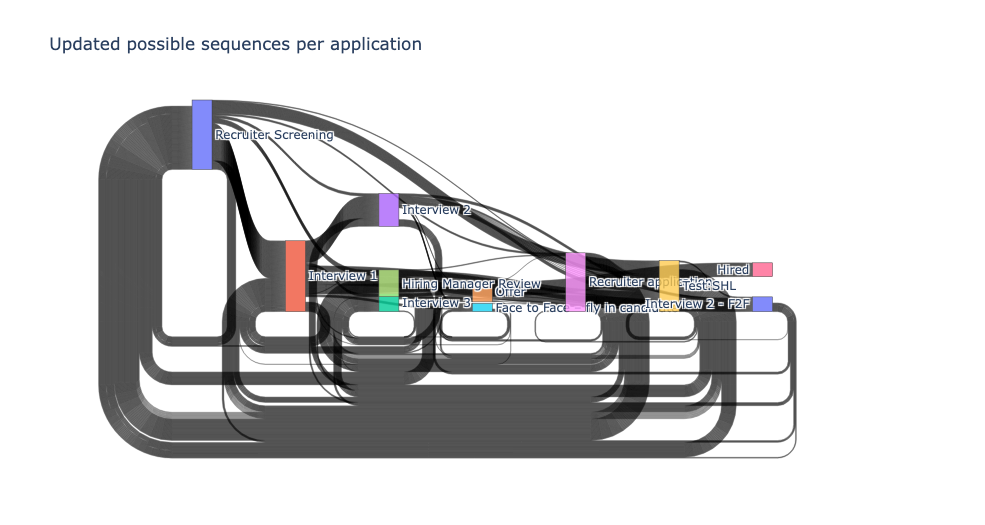 Updated possible sequences per application
Recruiter Screening
Interview 2
Interview 1
Hired
Hiring Manager Review
Recruiter application
Test:SHL
Offer
Interview 3
Interview 2 - F2F
Face to Face - fly in